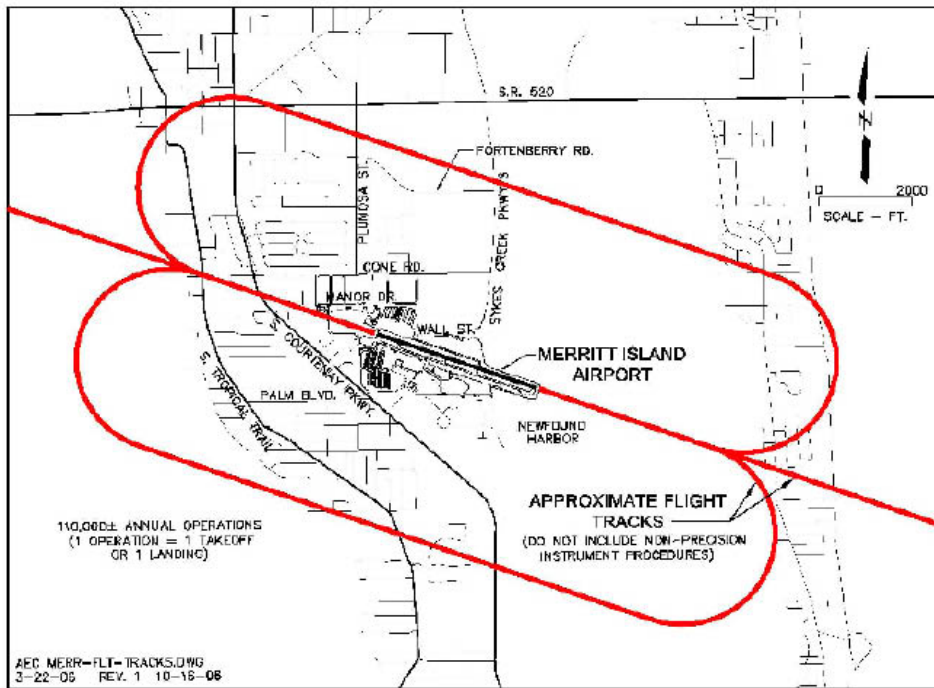 S.R. 520
FORTENBERRY RD.
N
0 2000
SCALE - FT.
PLUMOSA ST.
SYKES CREEK PKWY.
CONE RD.
MANOR DR.
WALL ST.
MERRITT ISLAND
AIRPORT
S. COURTENAY PKWY.
S. TROPICAL TRAIL
PALM BLVD.
NEWFOUND
HARBOR
APPROXIMATE FLIGHT
TRACKS
(DO NOT INCLUDE NON-PRECISION
INSTRUMENT PROCEDURES)
110,000± ANNUAL OPERATIONS
(1 OPERATION = 1 TAKEOFF
OR 1 LANDING)
AEC MERR-FLT-TRACKS.DWG
3-22-06 REV. 1 10-16-06